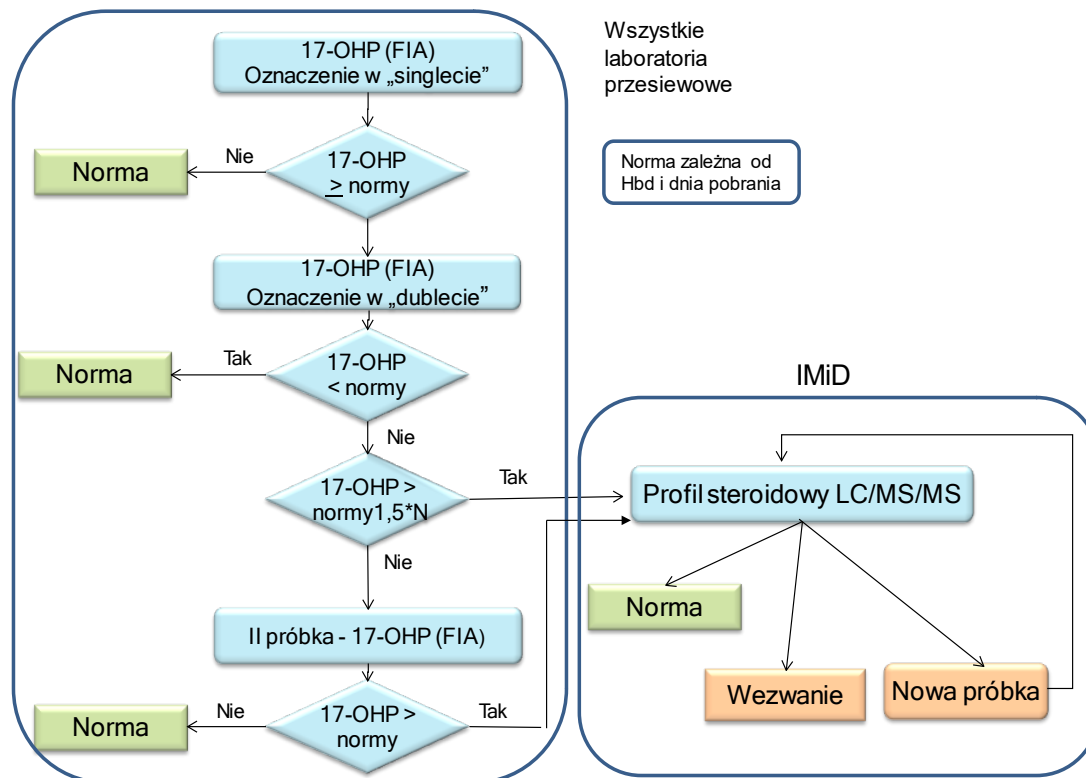 17-OHP (FIA)
Oznaczenie w „singlecie”
Wszystkie
laboratoria
przesiewowe
Nie
Norma
17-OHP
> normy
Norma zależna od
Hbd i dnia pobrania
17-OHP (FIA)
Oznaczenie w „dublecie”
Tak
Norma
17-OHP
< normy
IMiD
Nie
17-OHP >
normy1,5*N
Tak
Profil steroidowy LC/MS/MS
Nie
Norma
II próbka - 17-OHP (FIA)
Wezwanie
Nowa próbka
Nie
Norma
17-OHP >
normy
Tak